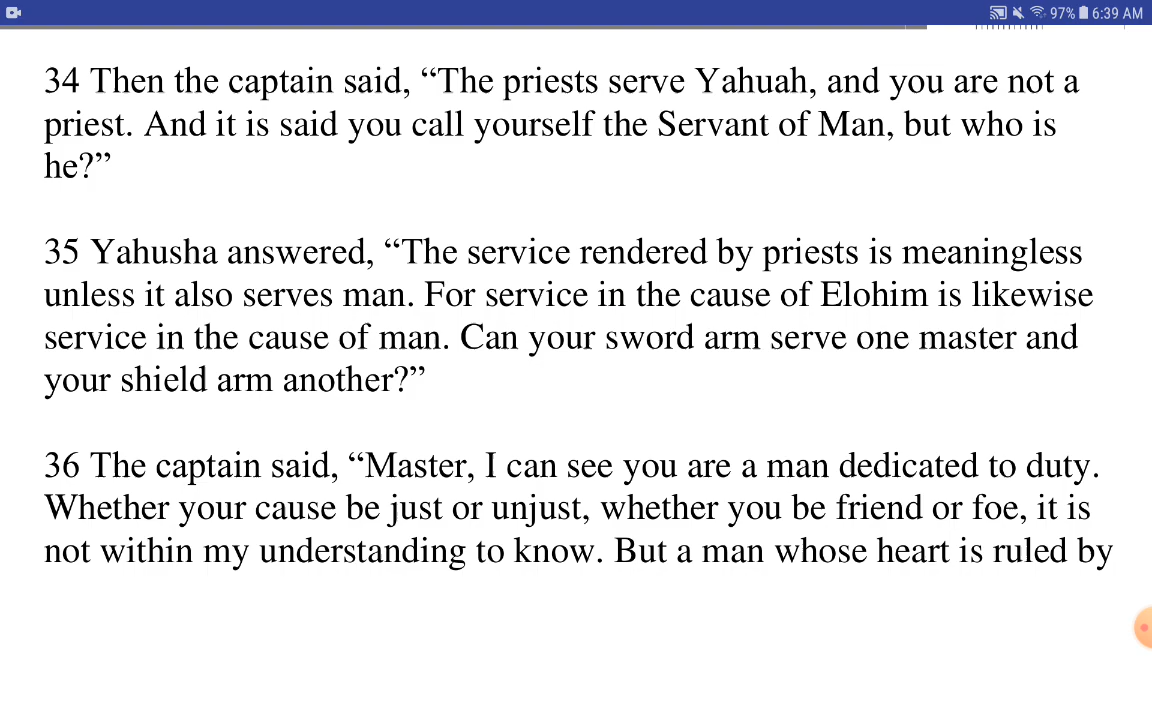 97% 6:39 AM
34 Then the captain said, “The priests serve Yahuah, and you are not a
priest. And it is said you call yourself the Servant of Man, but who is
he?”
35 Yahusha answered, “The service rendered by priests is meaningless
unless it also serves man. For service in the cause of Elohim is likewise
service in the cause of man. Can your sword arm serve one master and
your shield arm another?”
36 The captain said, “Master, I can see you are a man dedicated to duty.
Whether your cause be just or unjust, whether you be friend or foe, it is
not within my understanding to know. But a man whose heart is ruled by